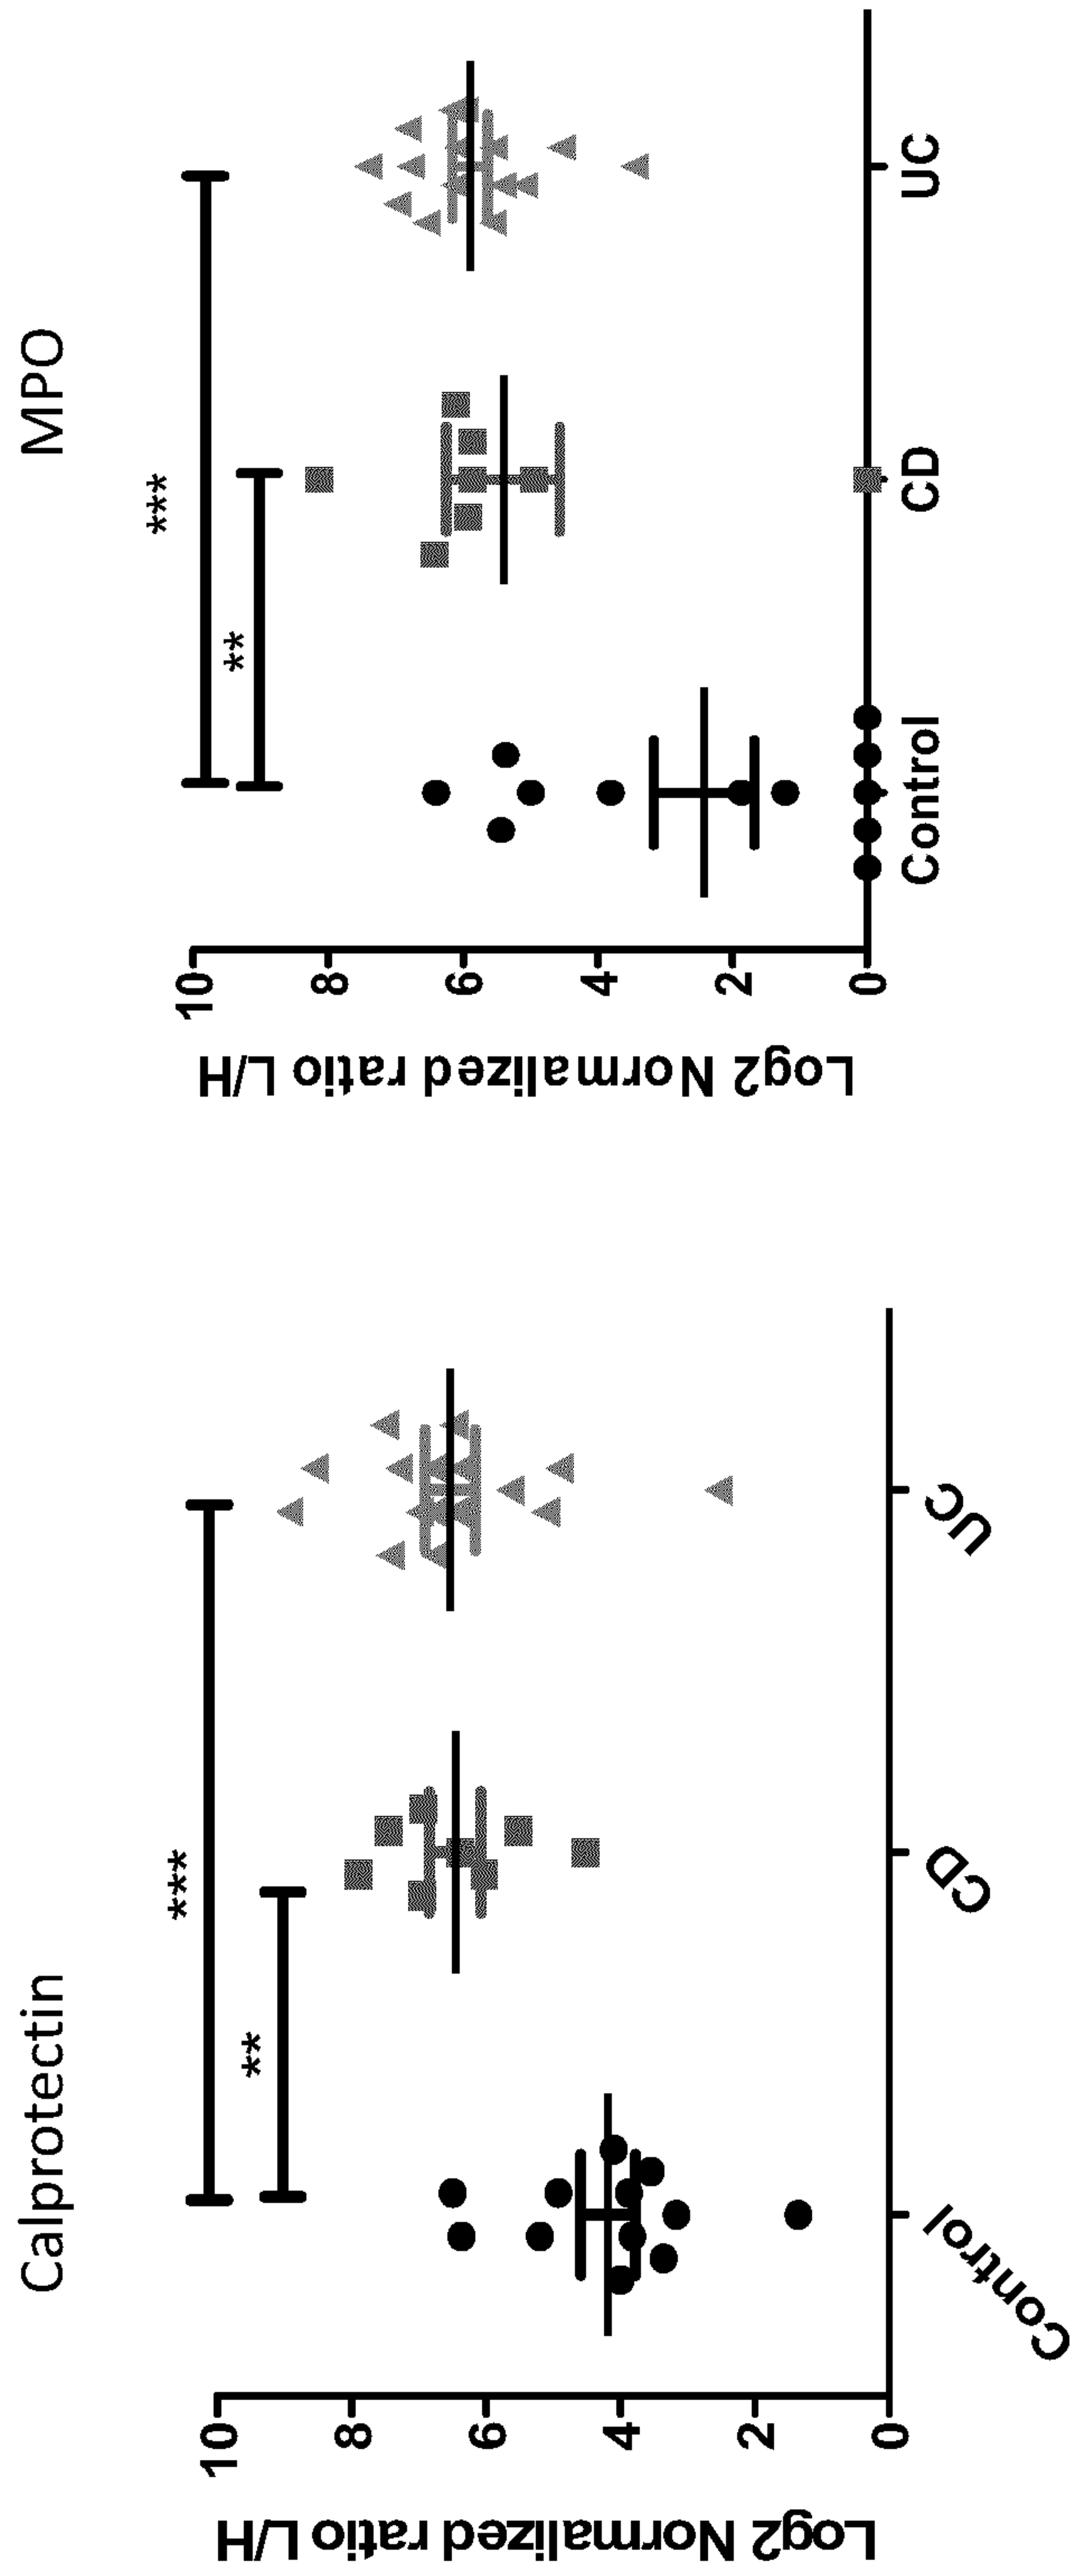 Calprotectin
***
**
Log2 Normalized ratio L/H
10
8
6
4
2
0
Control
CD
UC
MPO
***
**
Log2 Normalized ratio L/H
10
8
6
4
2
0
Control
CD
UC